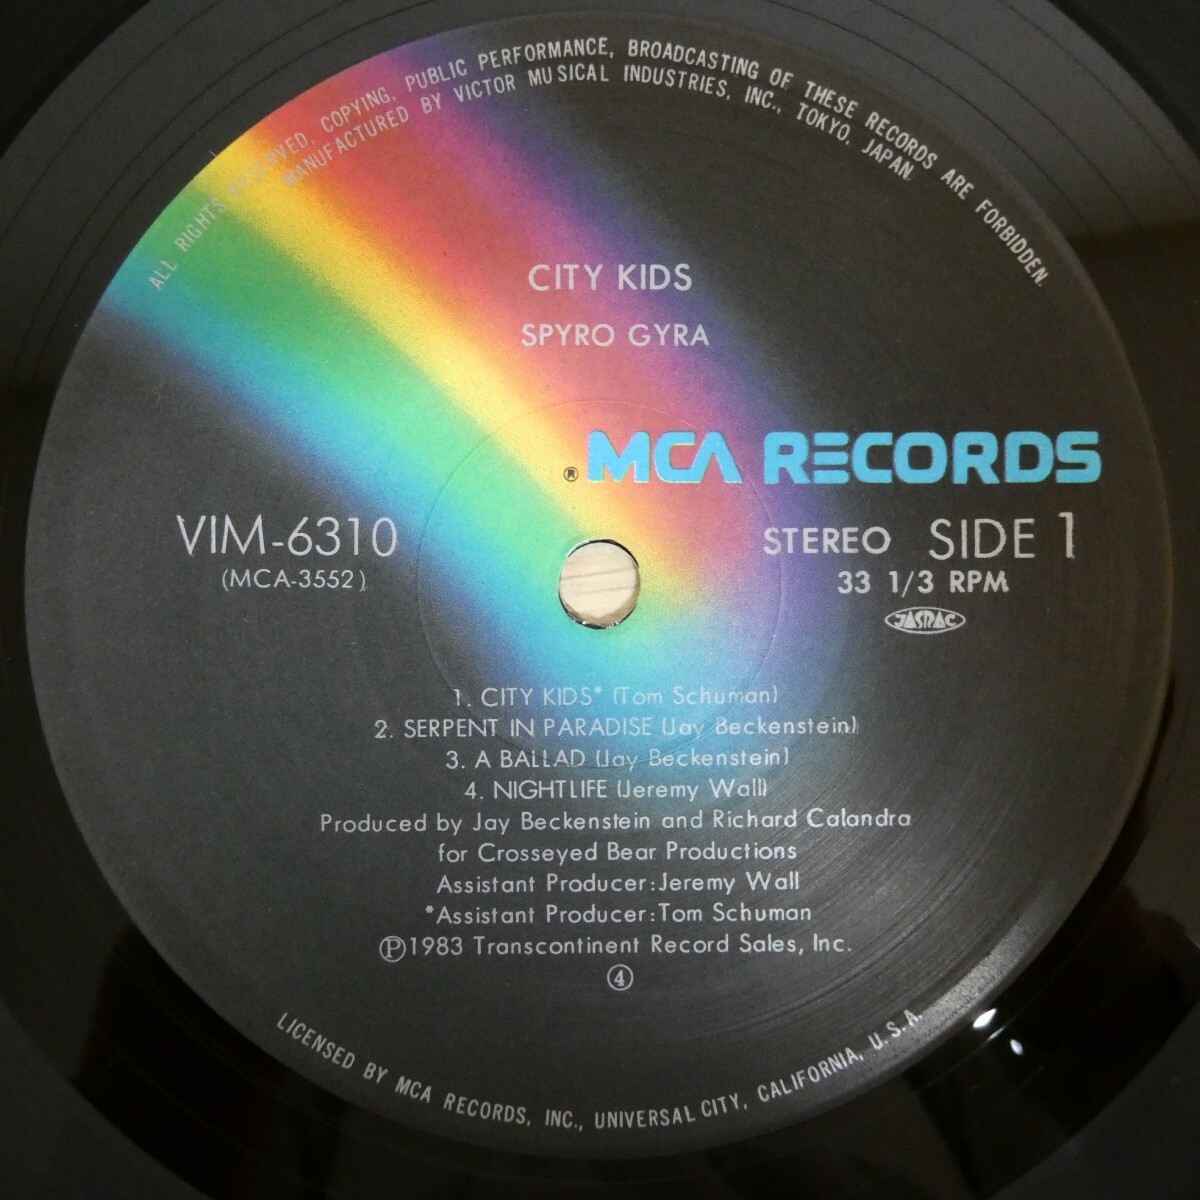 ALL RIGHTS RESERVED, COPYING, PUBLIC PERFORMANCE, BROADCASTING OF THESE RECORDS ARE FORBIDDEN.
MANUFACTURED BY VICTOR MUSICAL INDUSTRIES, INC., TOKYO, JAPAN.
CITY KIDS
SPYRO GYRA
® MCA RECORDS
VIM-6310
(MCA-3552)
STEREO SIDE 1
33 1/3 RPM
JASRAC
1. CITY KIDS* (Tom Schuman)
2. SERPENT IN PARADISE (Jay Beckenstein)
3. A BALLAD (Jay Beckenstein)
4. NIGHTLIFE (Jeremy Wall)
Produced by Jay Beckenstein and Richard Calandra
for Crosseyed Bear Productions
Assistant Producer:Jeremy Wall
*Assistant Producer:Tom Schuman
Ⓟ1983 Transcontinent Record Sales, Inc.
④
LICENSED BY MCA RECORDS, INC., UNIVERSAL CITY, CALIFORNIA, U.S.A.